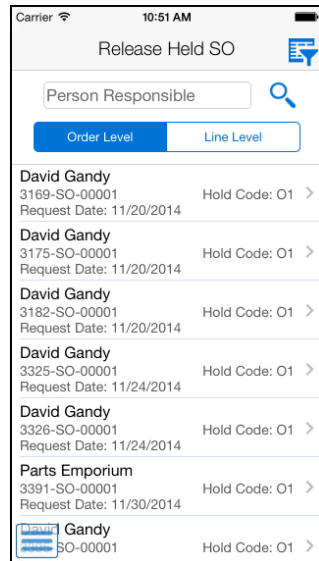 Carrier 10:51 AM
Release Held SO
Person Responsible
Order Level Line Level
David Gandy
3169-SO-00001 Hold Code: O1
Request Date: 11/20/2014
David Gandy
3175-SO-00001 Hold Code: O1
Request Date: 11/20/2014
David Gandy
3182-SO-00001 Hold Code: O1
Request Date: 11/20/2014
David Gandy
3325-SO-00001 Hold Code: O1
Request Date: 11/24/2014
David Gandy
3326-SO-00001 Hold Code: O1
Request Date: 11/24/2014
Parts Emporium
3391-SO-00001 Hold Code: O1
Request Date: 11/30/2014
David Gandy
SO-00001 Hold Code: O1